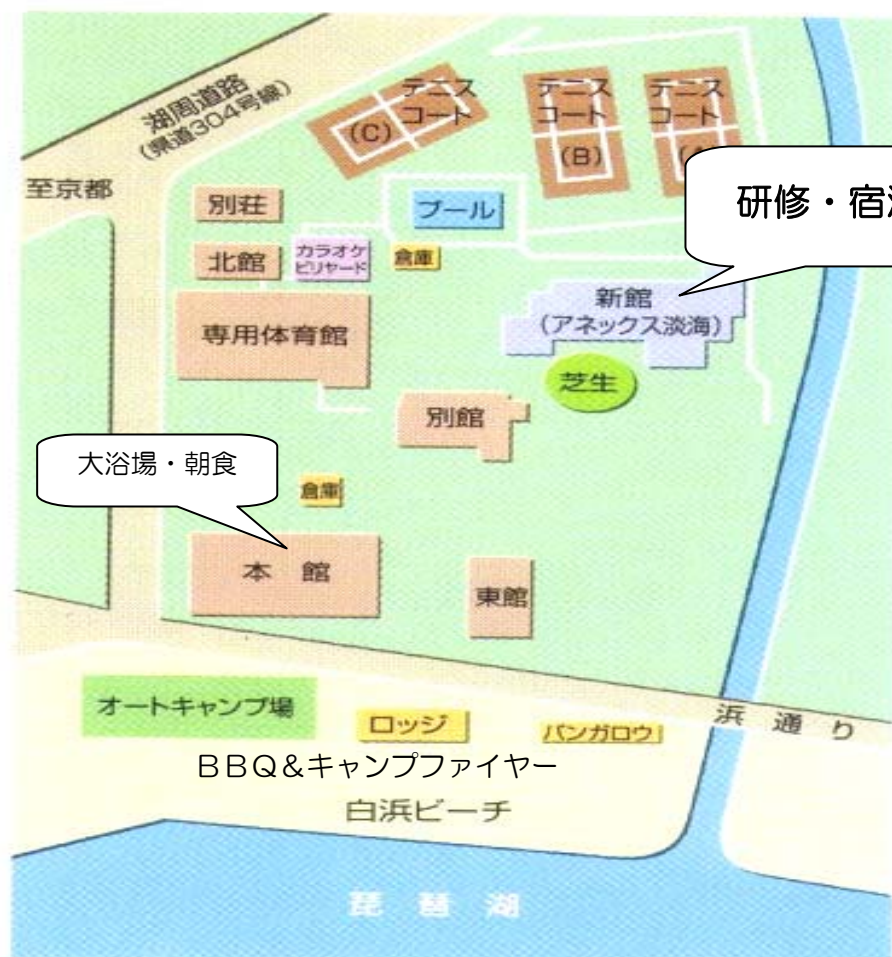 湖周道路
(県道304号線)
テニス
コート
(C)
テニス
コート
(B)
テニス
コート
至京都
研修・宿
別荘
プール
北館
カラオケ
ビリヤード
倉庫
新館
(アネックス淡海)
専用体育館
芝生
別館
大浴場・朝食
倉庫
本 館
東館
オートキャンプ場
ロッジ
バンガロウ
浜 通 り
BBQ&キャンプファイヤー
白浜ビーチ
琵 琶 湖